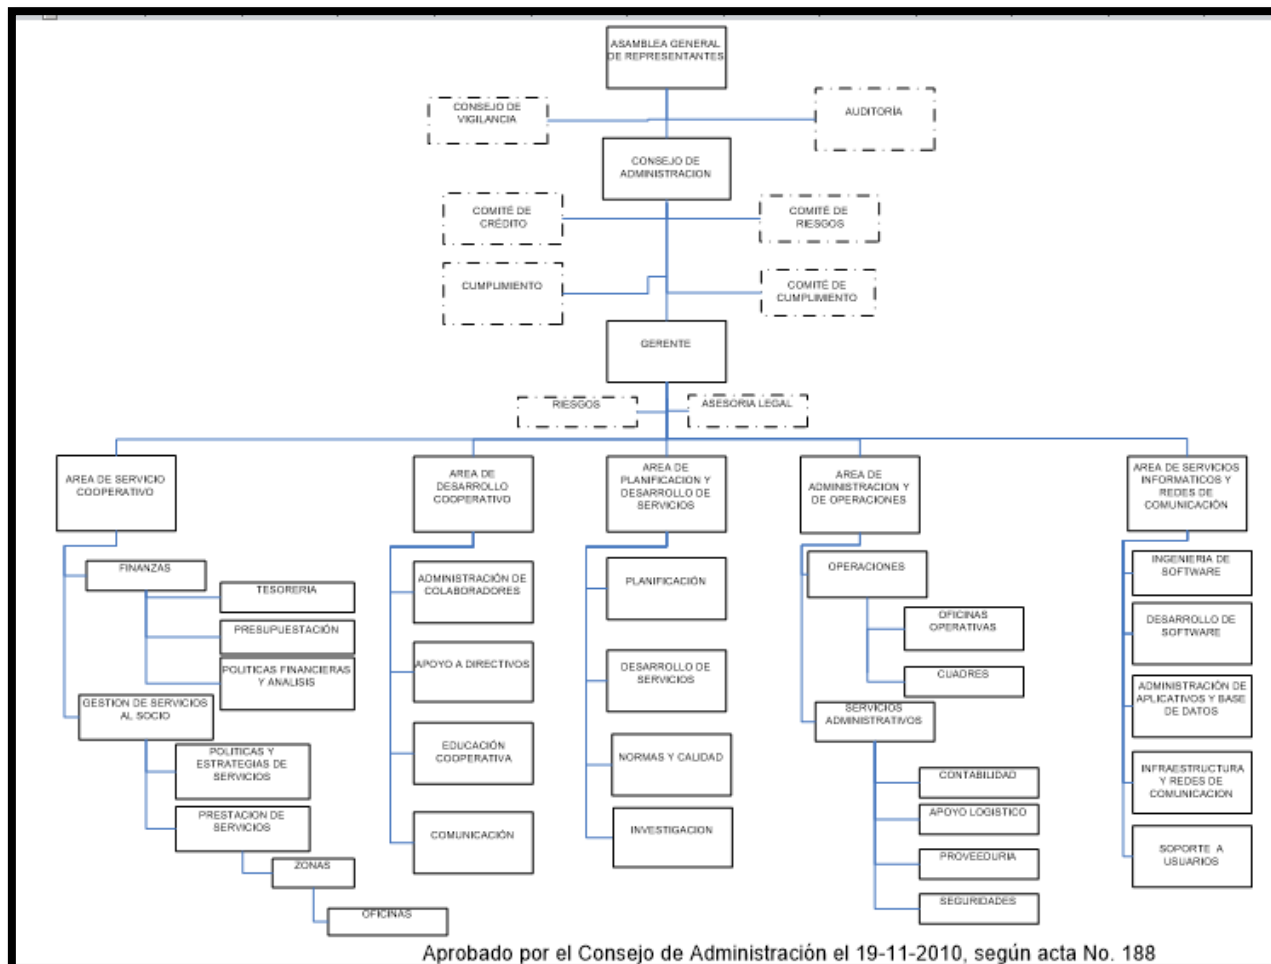 ASAMBLEA GENERAL
DE REPRESENTANTES
CONSEJO DE
VIGILANCIA
AUDITORÍA
CONSEJO DE
ADMINISTRACION
COMITÉ DE
CRÉDITO
COMITÉ DE
RIESGOS
CUMPLIMIENTO
COMITÉ DE
CUMPLIMIENTO
GERENTE
RIESGOS
ASESORIA LEGAL
AREA DE SERVICIO
COOPERATIVO
AREA DE
DESARROLLO
COOPERATIVO
AREA DE
PLANIFICACION Y
DESARROLLO DE
SERVICIOS
AREA DE
ADMINISTRACION Y
DE OPERACIONES
AREA DE SERVICIOS
INFORMATICOS Y
REDES DE
COMUNICACIÓN
FINANZAS
TESORERIA
PRESUPUESTACIÓN
POLITICAS FINANCIERAS
Y ANALISIS
GESTION DE SERVICIOS
AL SOCIO
POLITICAS Y
ESTRATEGIAS DE
SERVICIOS
PRESTACION DE
SERVICIOS
ZONAS
OFICINAS
ADMINISTRACIÓN DE
COLABORADORES
APOYO A DIRECTIVOS
EDUCACIÓN
COOPERATIVA
COMUNICACIÓN
PLANIFICACIÓN
DESARROLLO DE
SERVICIOS
NORMAS Y CALIDAD
INVESTIGACION
OPERACIONES
OFICINAS
OPERATIVAS
CUADRES
SERVICIOS
ADMINISTRATIVOS
CONTABILIDAD
APOYO LOGISTICO
PROVEEDURIA
SEGURIDADES
INGENIERIA DE
SOFTWARE
DESARROLLO DE
SOFTWARE
ADMINISTRACIÓN DE
APLICATIVOS Y BASE
DE DATOS
INFRAESTRUCTURA
Y REDES DE
COMUNICACIÓN
SOPORTE A
USUARIOS
Aprobado por el Consejo de Administración el 19-11-2010, según acta No. 188